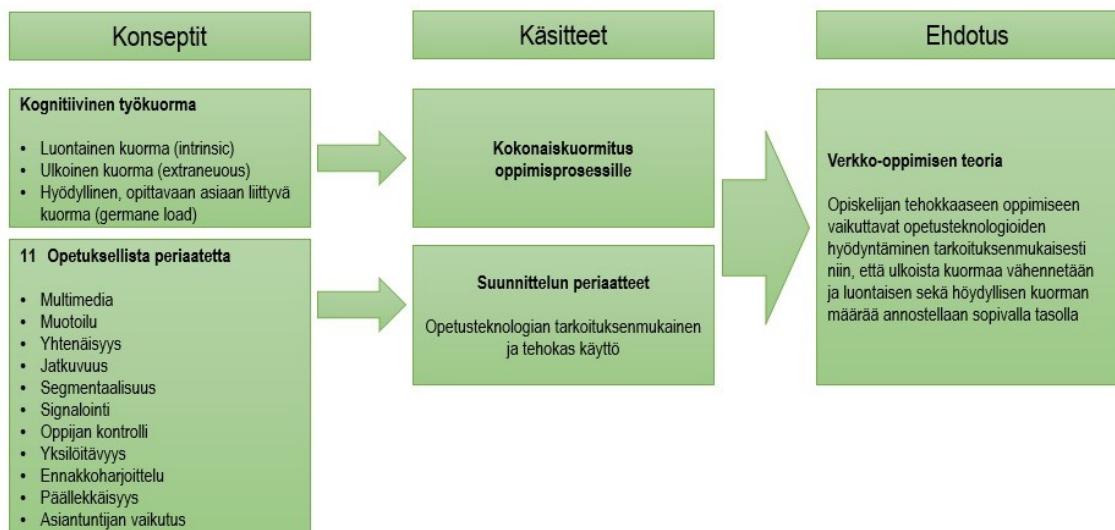 Konseptit
Käsitteet
Ehdotus
Kognitiivinen työkuorma
• Luontainen kuorma (intrinsic)
• Ulkoinen kuorma (extraneuous)
• Hyödyllinen, opittavaan asiaan liittyvä
kuorma (germane load)
11 Opetuksellista periaatetta
• Multimedia
• Muotoilu
• Yhtenäisyys
• Jatkuvuus
• Segmentaalisuus
• Signalointi
• Oppijan kontrolli
• Yksilöitävyys
• Ennakkoharjoittelu
• Päällekkäisyys
• Asiantuntijan vaikutus
Kokonaiskuormitus
oppimisprosessille
Suunnittelun periaatteet
Opetusteknologian tarkoituksenmukainen
ja tehokas käyttö
Verkko-oppimisen teoria
Opiskelijan tehokkaaseen oppimiseen
vaikuttavat opetusteknologioiden
hyödyntäminen tarkoituksenmukaisesti
niin, että ulkoista kuormaa vähennetään
ja luontaisen sekä höydyllisen kuorman
määrää annostellaan sopivalla tasolla